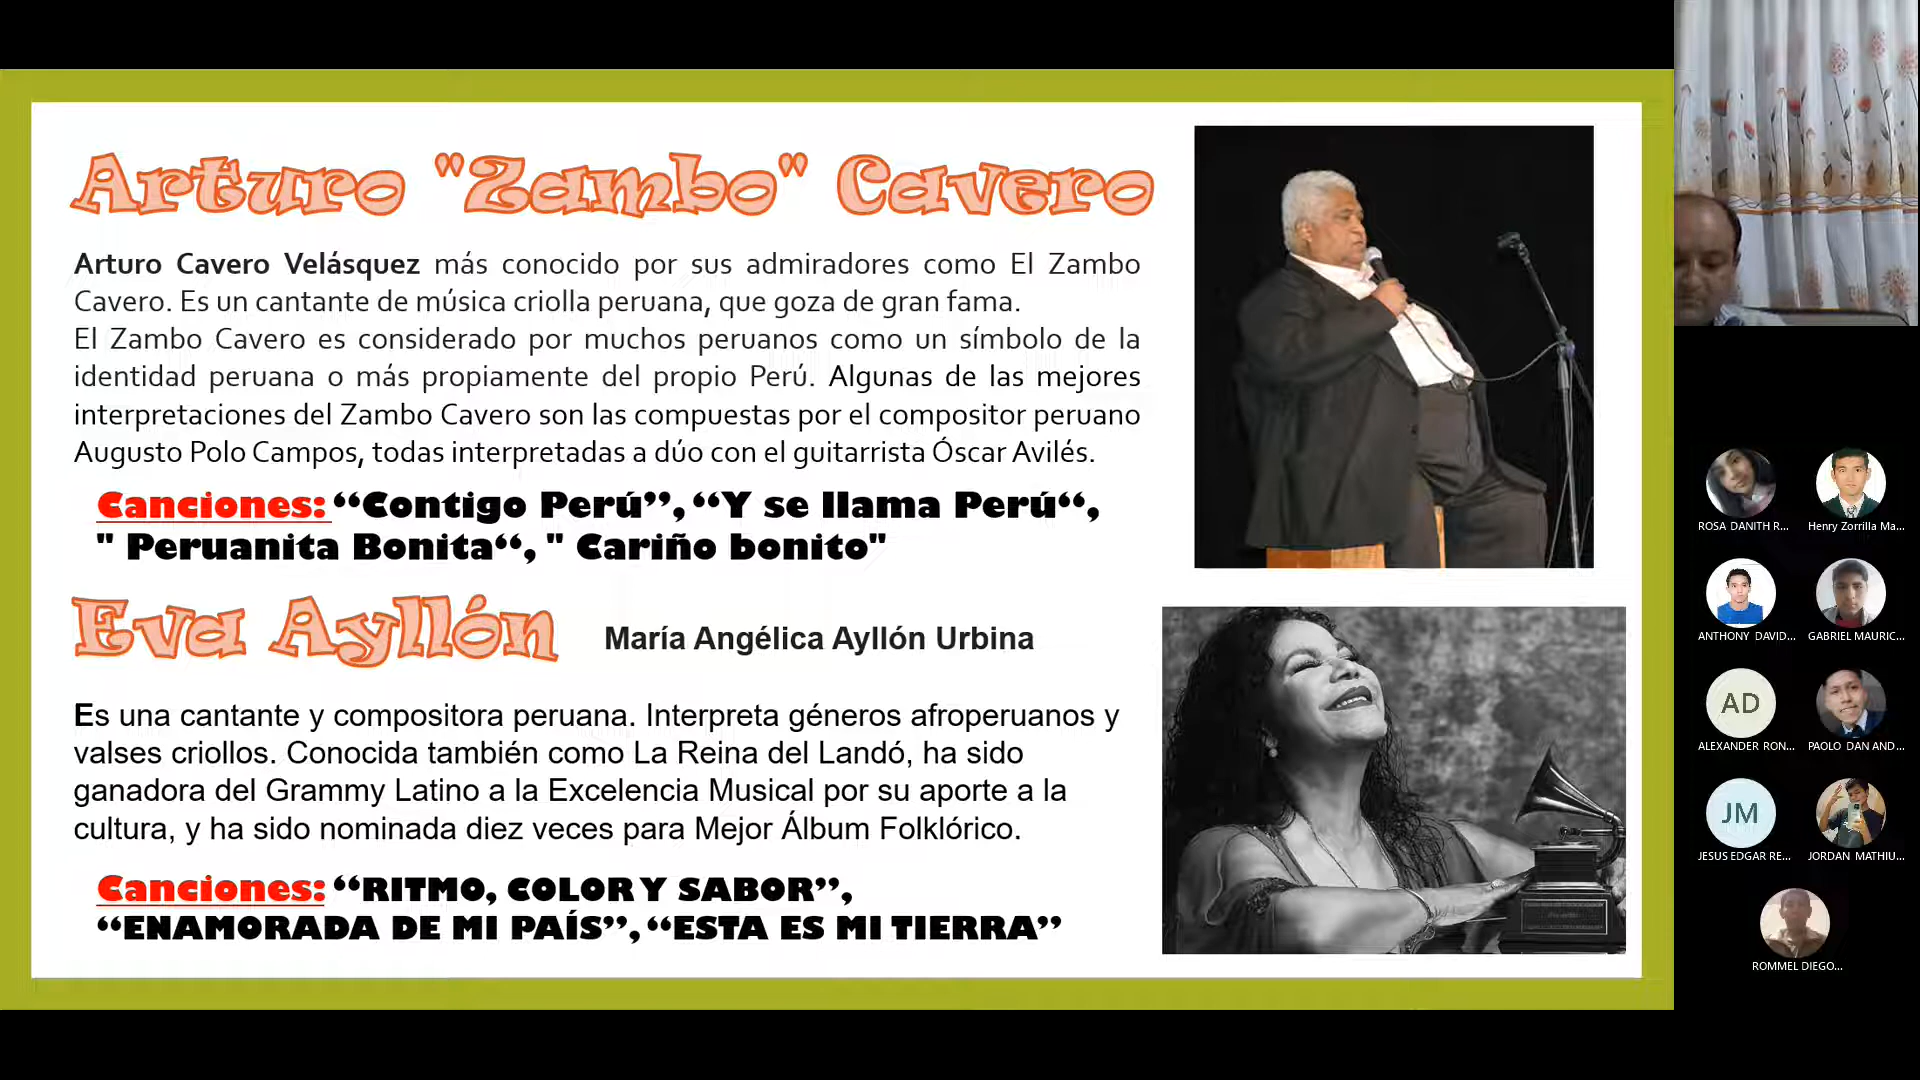 Arturo "Zambo" Cavero
Arturo Cavero Velásquez más conocido por sus admiradores como El Zambo
Cavero. Es un cantante de música criolla peruana, que goza de gran fama.
El Zambo Cavero es considerado por muchos peruanos como un símbolo de la
identidad peruana o más propiamente del propio Perú. Algunas de las mejores
interpretaciones del Zambo Cavero son las compuestas por el compositor peruano
Augusto Polo Campos, todas interpretadas a dúo con el guitarrista Óscar Avilés.
Canciones: “Contigo Perú”, “Y se llama Perú“,
" Peruanita Bonita“, " Cariño bonito"
Eva Ayllón
María Angélica Ayllón Urbina
Es una cantante y compositora peruana. Interpreta géneros afroperuanos y
valses criollos. Conocida también como La Reina del Landó, ha sido
ganadora del Grammy Latino a la Excelencia Musical por su aporte a la
cultura, y ha sido nominada diez veces para Mejor Álbum Folklórico.
Canciones: “RITMO, COLOR Y SABOR”,
“ENAMORADA DE MI PAÍS”, “ESTA ES MI TIERRA”
ROSA DANITH R...
Henry Zorrilla Ma...
ANTHONY DAVID...
GABRIEL MAURIC...
AD
ALEXANDER RON...
PAOLO DAN AND...
JM
JESUS EDGAR RE...
JORDAN MATHIU...
ROMMEL DIEGO...